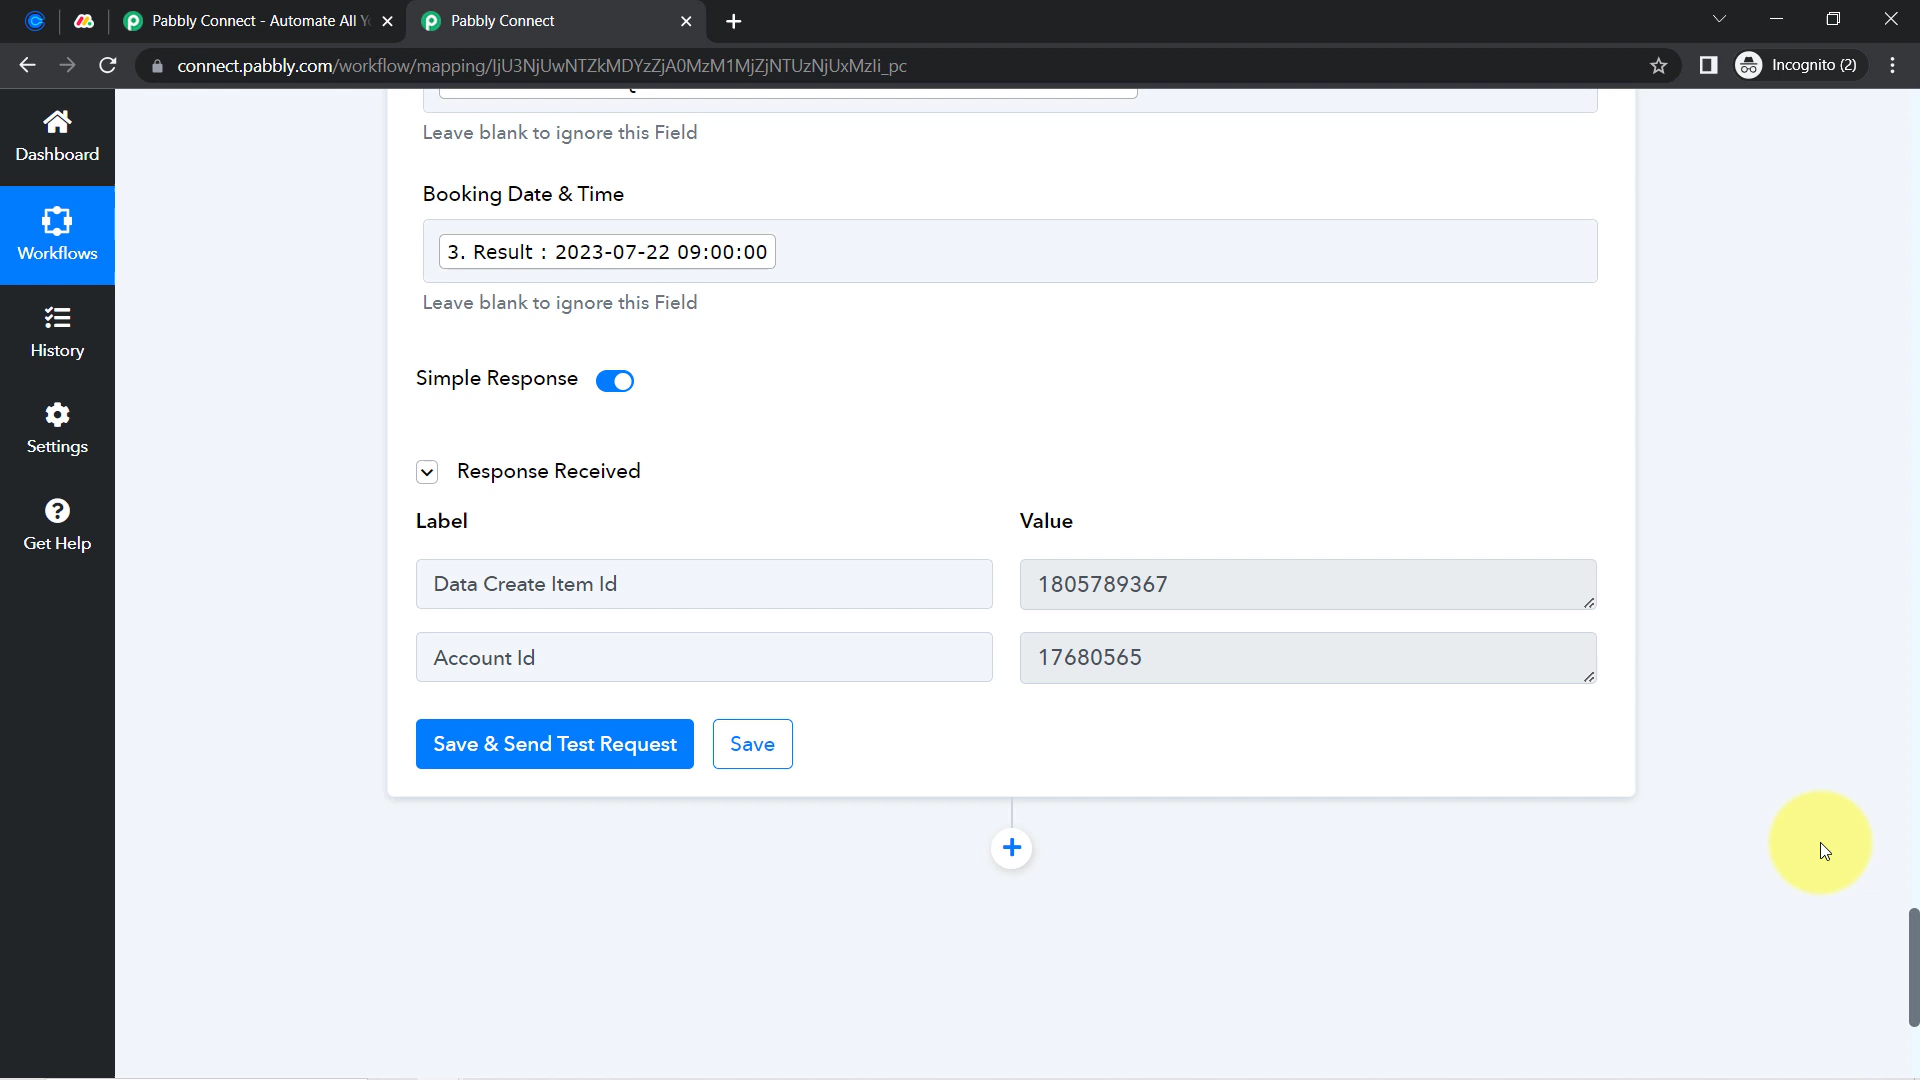 Pabbly Connect - Automate All Y
Pabbly Connect
connect.pabbly.com/workflow/mapping/IjU3NjUwNTZkMDYzZjA0MzM1MjZjNTUzNjUxMzIi_pc
Incognito (2)
Dashboard
Workflows
History
Settings
Get Help
Leave blank to ignore this Field
Booking Date & Time
3. Result : 2023-07-22 09:00:00
Leave blank to ignore this Field
Simple Response
Response Received
Label Value
Data Create Item Id 1805789367
Account Id 17680565
Save & Send Test Request Save